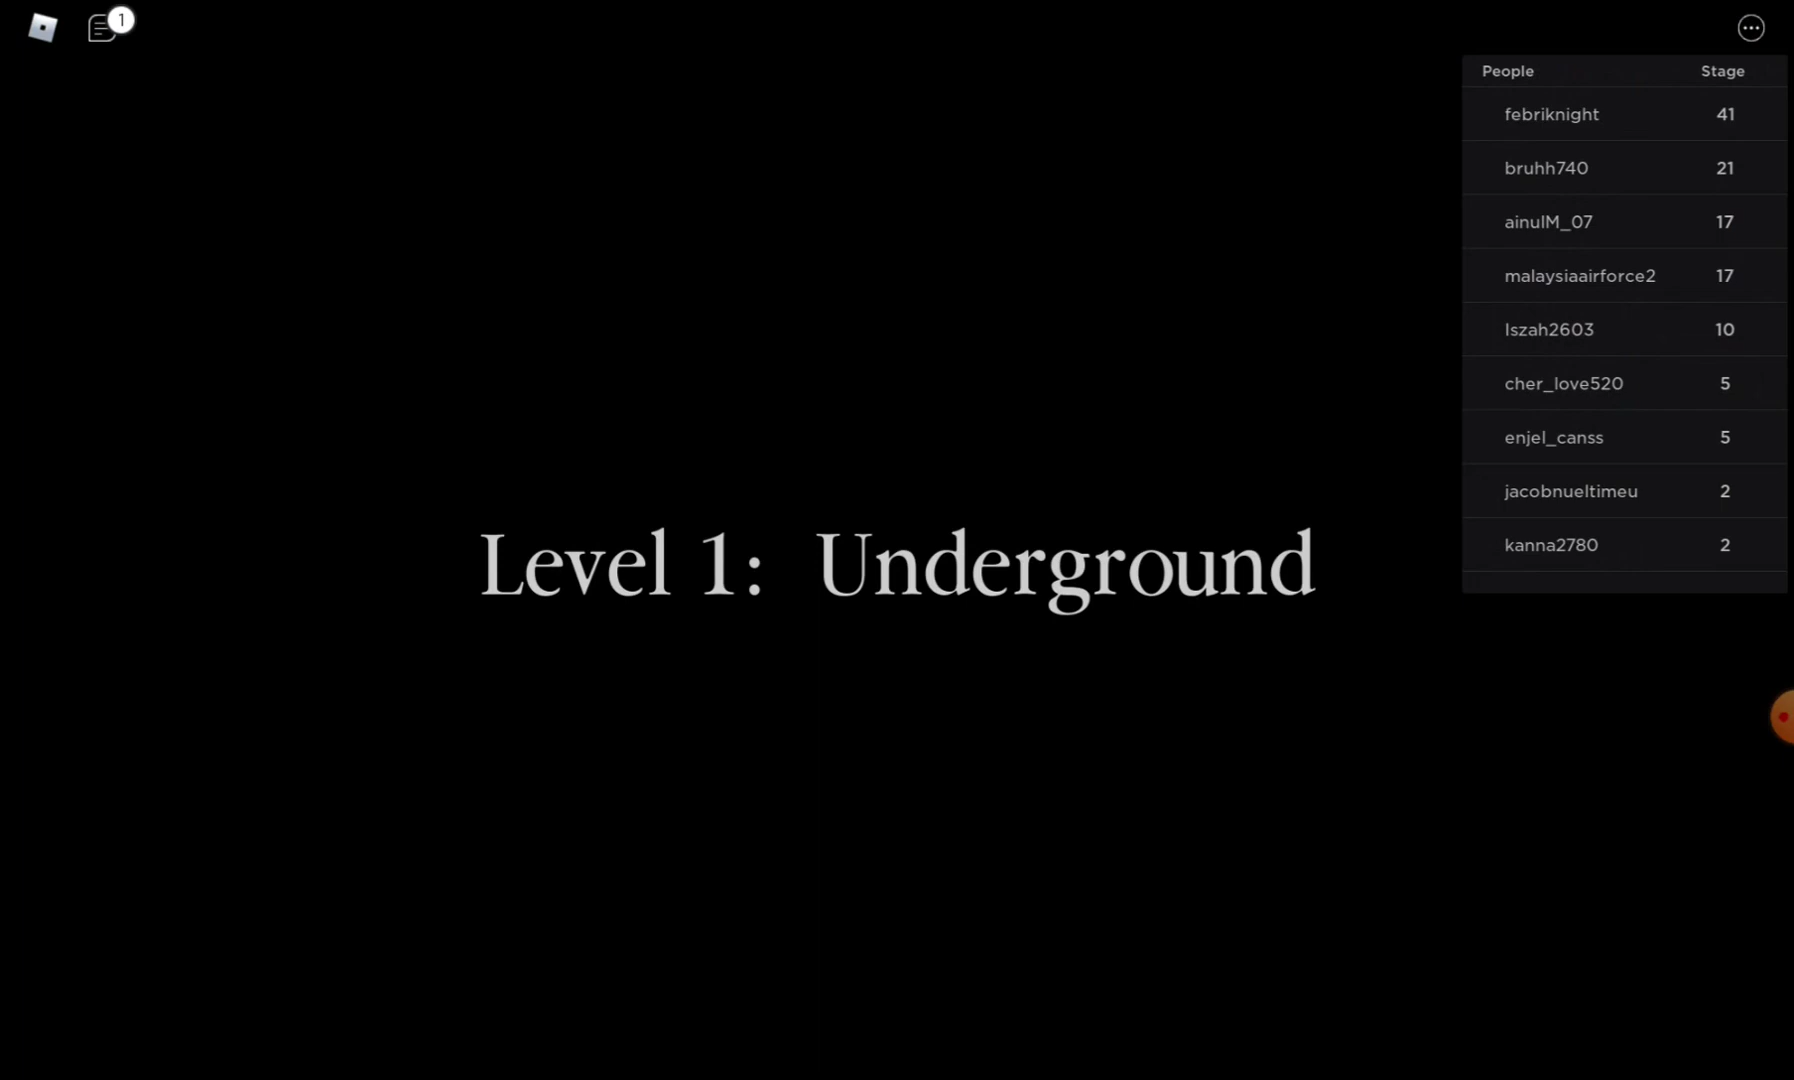 1
People Stage
febriknight 41
bruhh740 21
ainulM_07 17
malaysiaairforce2 17
Iszah2603 10
cher_love520 5
enjel_canss 5
jacobnueltimeu 2
kanna2780 2
Level 1: Underground